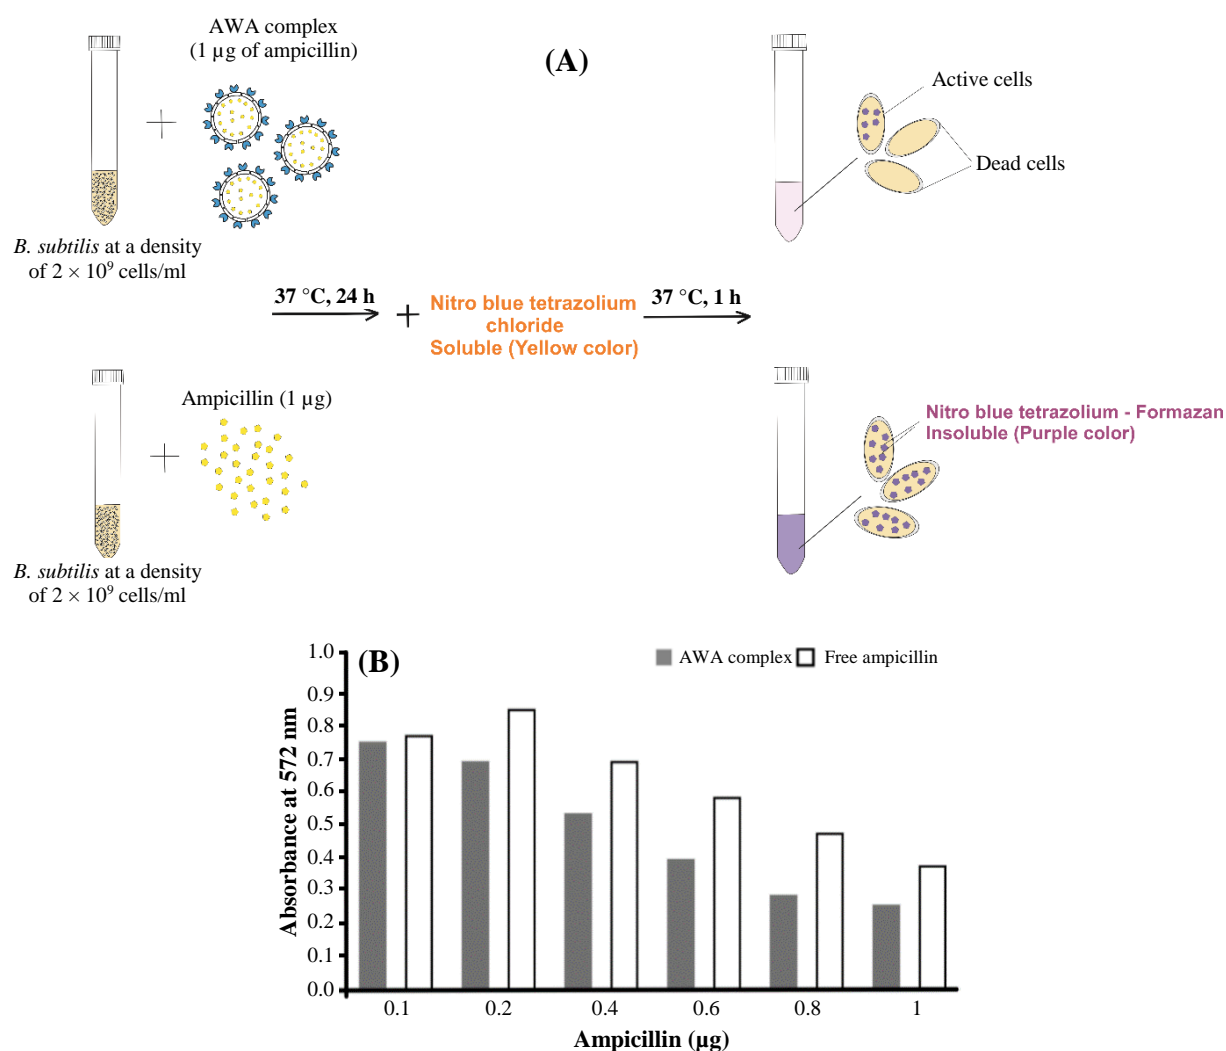 AWA complex
(1 µg of ampicillin)
(A)
Active cells
Dead cells
B. subtilis at a density
of 2 × 10⁹ cells/ml
37 °C, 24 h
+ Nitro blue tetrazolium
chloride
Soluble (Yellow color)
37 °C, 1 h
Ampicillin (1 µg)
Nitro blue tetrazolium - Formazan
Insoluble (Purple color)
B. subtilis at a density
of 2 × 10⁹ cells/ml
(B)
AWA complex
Free ampicillin
Absorbance at 572 nm
1.0
0.9
0.8
0.7
0.6
0.5
0.4
0.3
0.2
0.1
0.0
0.1 0.2 0.4 0.6 0.8 1
Ampicillin (µg)